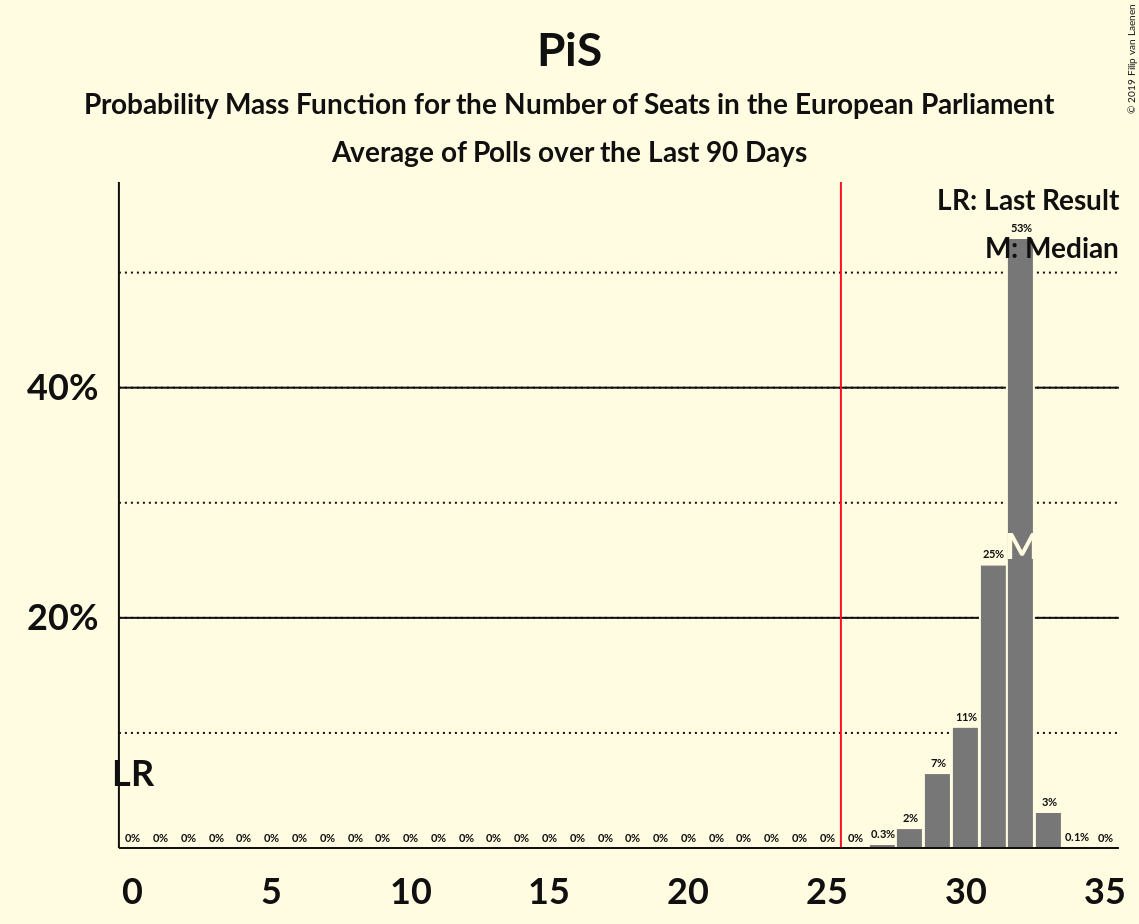 PiS
Probability Mass Function for the Number of Seats in the European Parliament
Average of Polls over the Last 90 Days
© 2019 Filip van Laenen
LR: Last Result
M: Median
53%
40%
M
25%
20%
11%
LR
7%
3%
2%
0% 0% 0% 0% 0% 0% 0% 0% 0% 0% 0% 0% 0% 0% 0% 0% 0% 0% 0% 0% 0% 0% 0% 0% 0% 0% 0% 0.3% 0.1% 0%
0 5 10 15 20 25 30 35